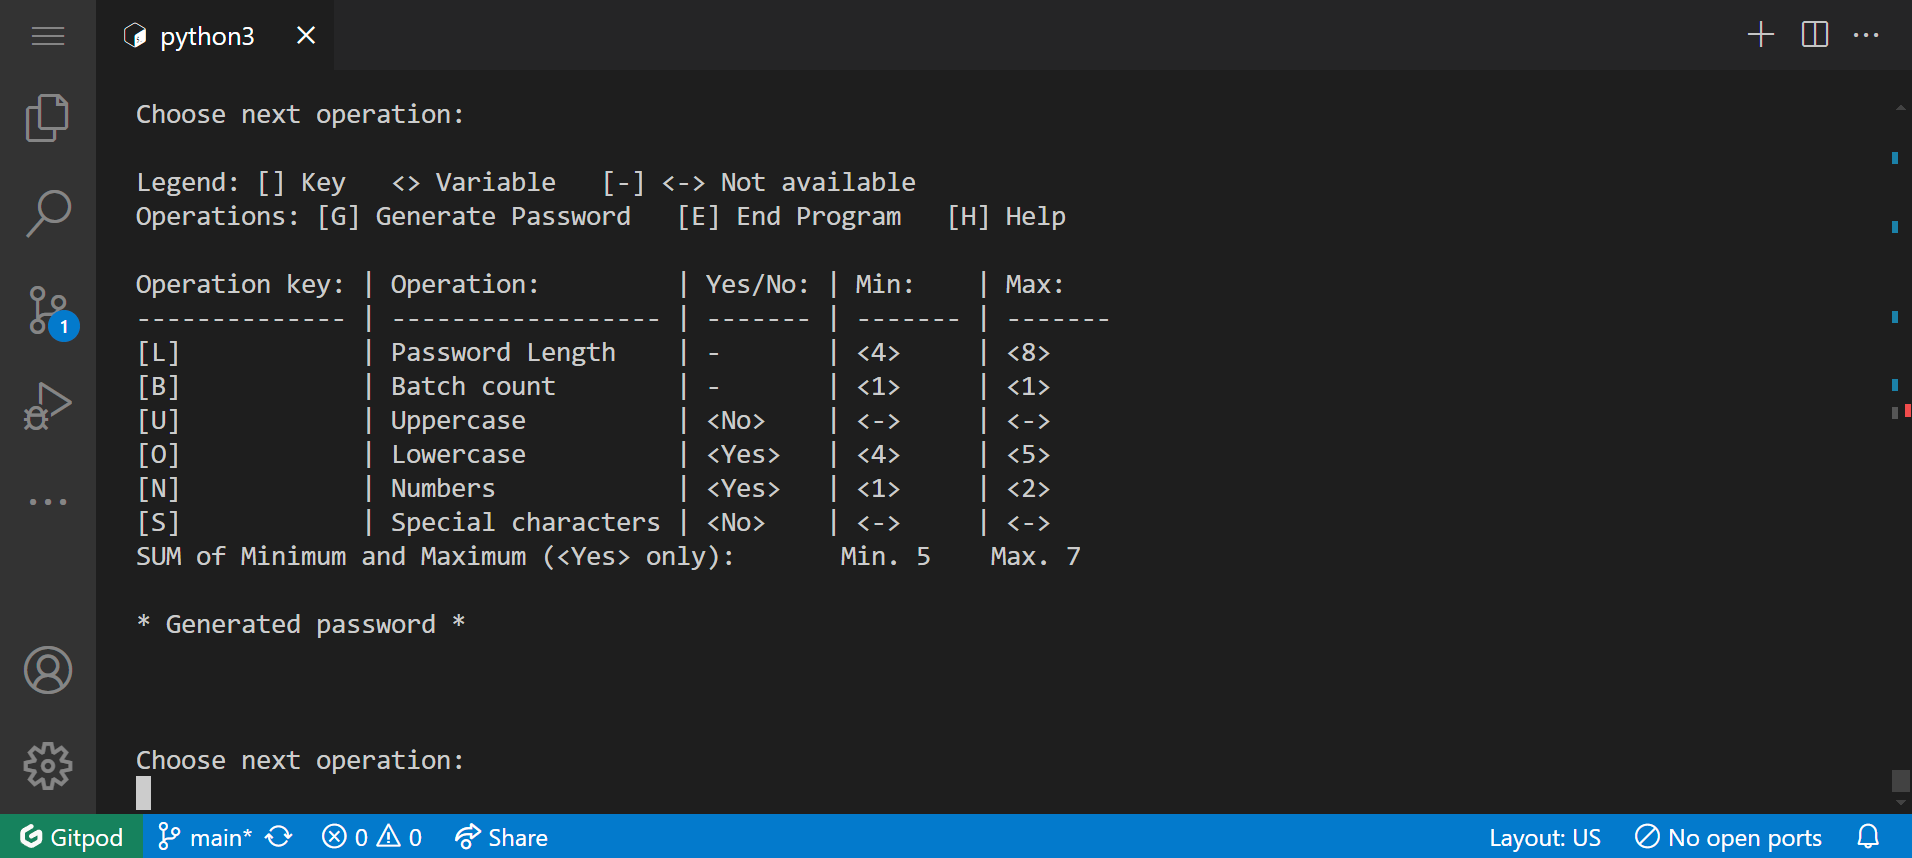 python3
Choose next operation:
Legend: [] Key   <> Variable   [-] <-> Not available
Operations: [G] Generate Password   [E] End Program   [H] Help
Operation key: | Operation:         | Yes/No: | Min:    | Max:
-------------- | ------------------ | ------- | ------- | -------
[L]            | Password Length    | -       | <4>     | <8>
[B]            | Batch count        | -       | <1>     | <1>
[U]            | Uppercase          | <No>    | <->     | <->
[O]            | Lowercase          | <Yes>   | <4>     | <5>
[N]            | Numbers            | <Yes>   | <1>     | <2>
[S]            | Special characters | <No>    | <->     | <->
SUM of Minimum and Maximum (<Yes> only):       Min. 5    Max. 7
* Generated password *
Choose next operation:
1
Gitpod main* 0 0 Share Layout: US No open ports